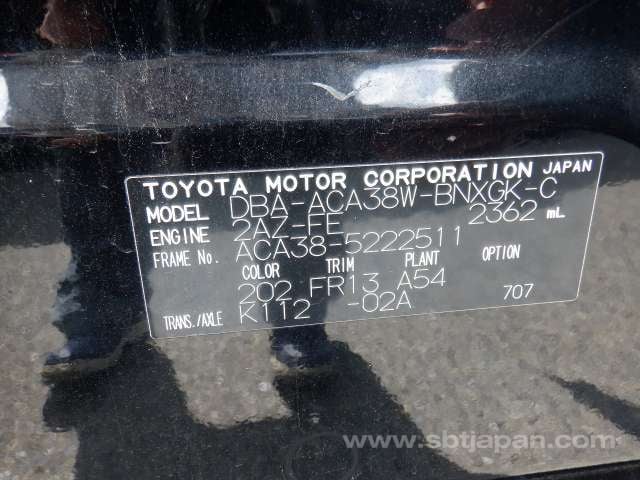 TOYOTA MOTOR CORPORATION JAPAN
MODEL DBA-ACA38W-BNXGK-C
ENGINE 2AZ-FE 2362 mL
FRAME No. ACA38-5222511
COLOR TRIM PLANT OPTION
202 FR13 A54
TRANS./AXLE K112 -02A 707
www.sbtjapan.com